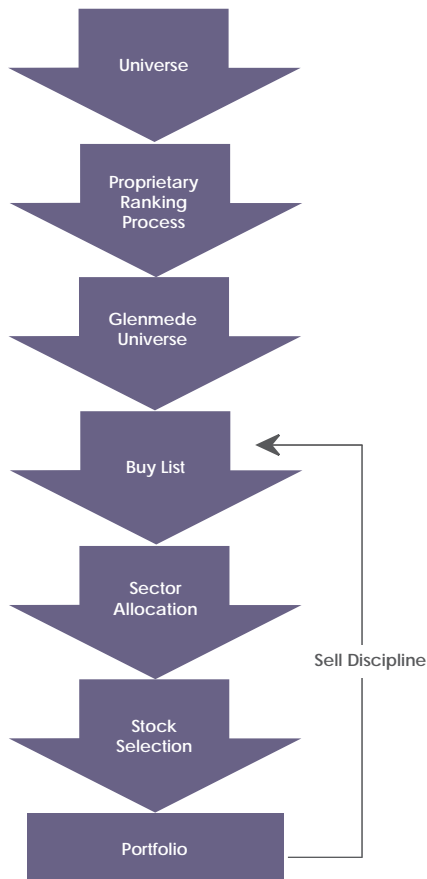 Universe
Proprietary
Ranking
Process
Glenmede
Universe
Buy List
Sector
Allocation
Sell Discipline
Stock
Selection
Portfolio